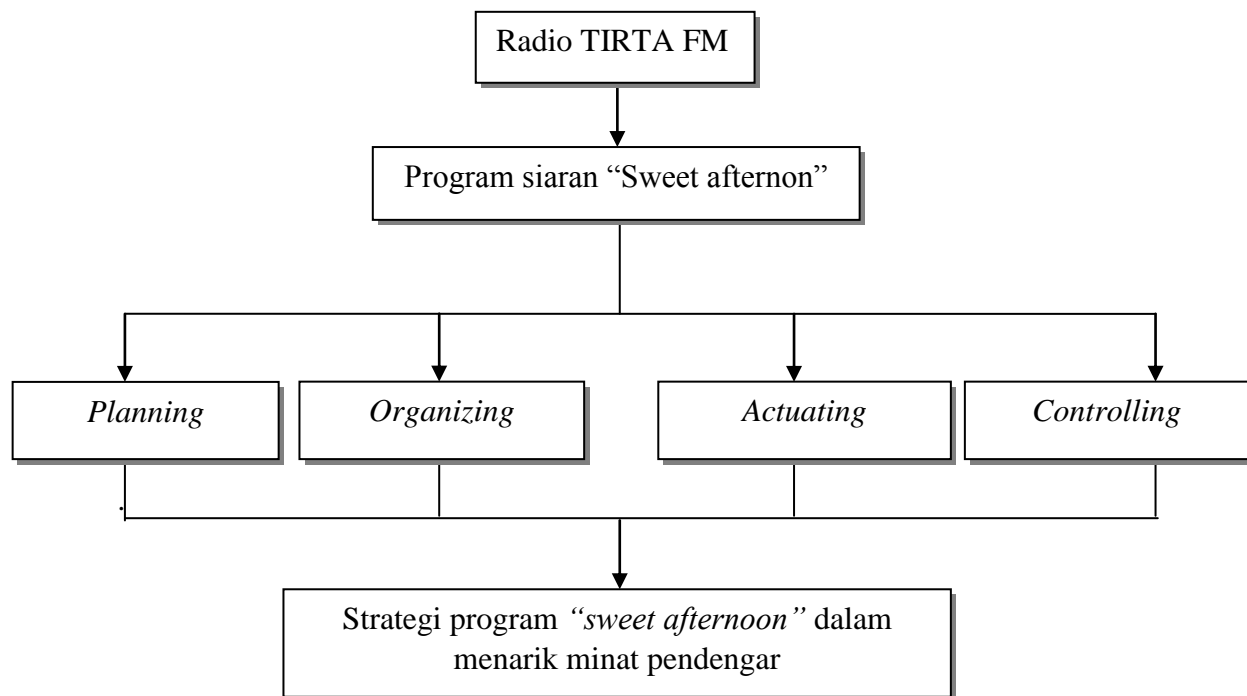 Radio TIRTA FM
Program siaran “Sweet afternon”
Planning
Organizing
Actuating
Controlling
.
Strategi program “sweet afternoon” dalam
menarik minat pendengar